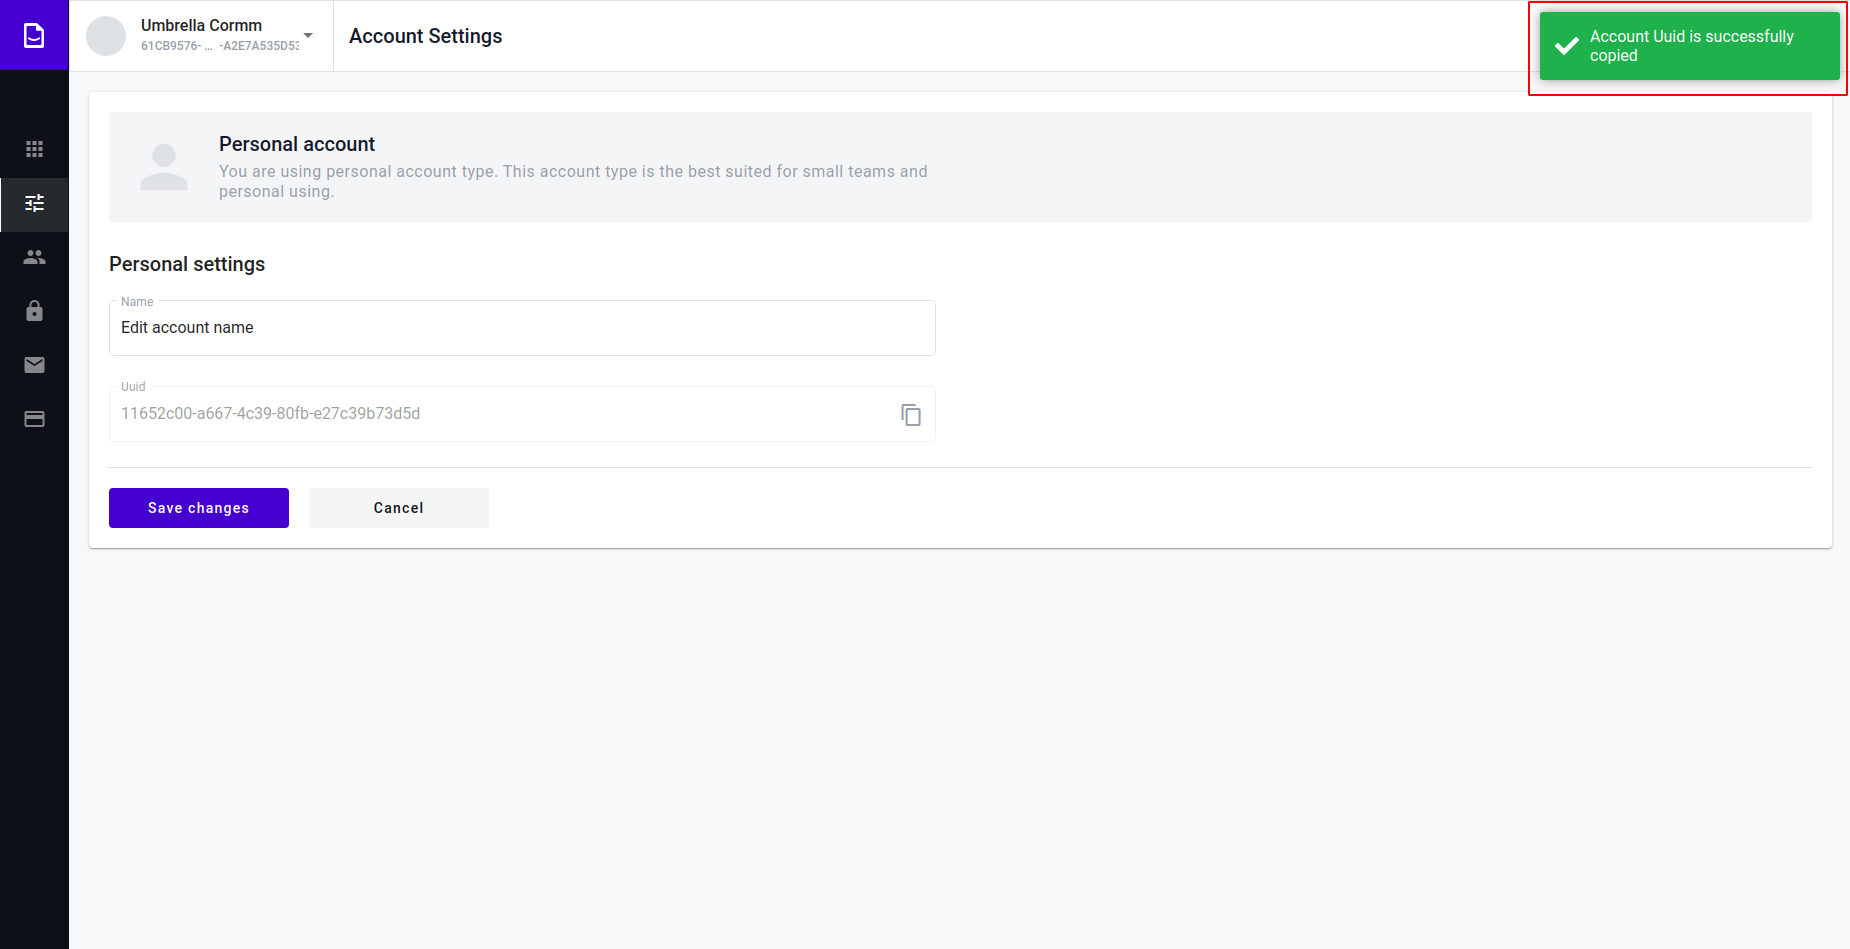 Umbrella Cormm
61CB9576- ... -A2E7A535D53
Account Settings
Account Uuid is successfully
copied
Personal account
You are using personal account type. This account type is the best suited for small teams and
personal using.
Personal settings
Name
Edit account name
Uuid
11652c00-a667-4c39-80fb-e27c39b73d5d
Save changes
Cancel